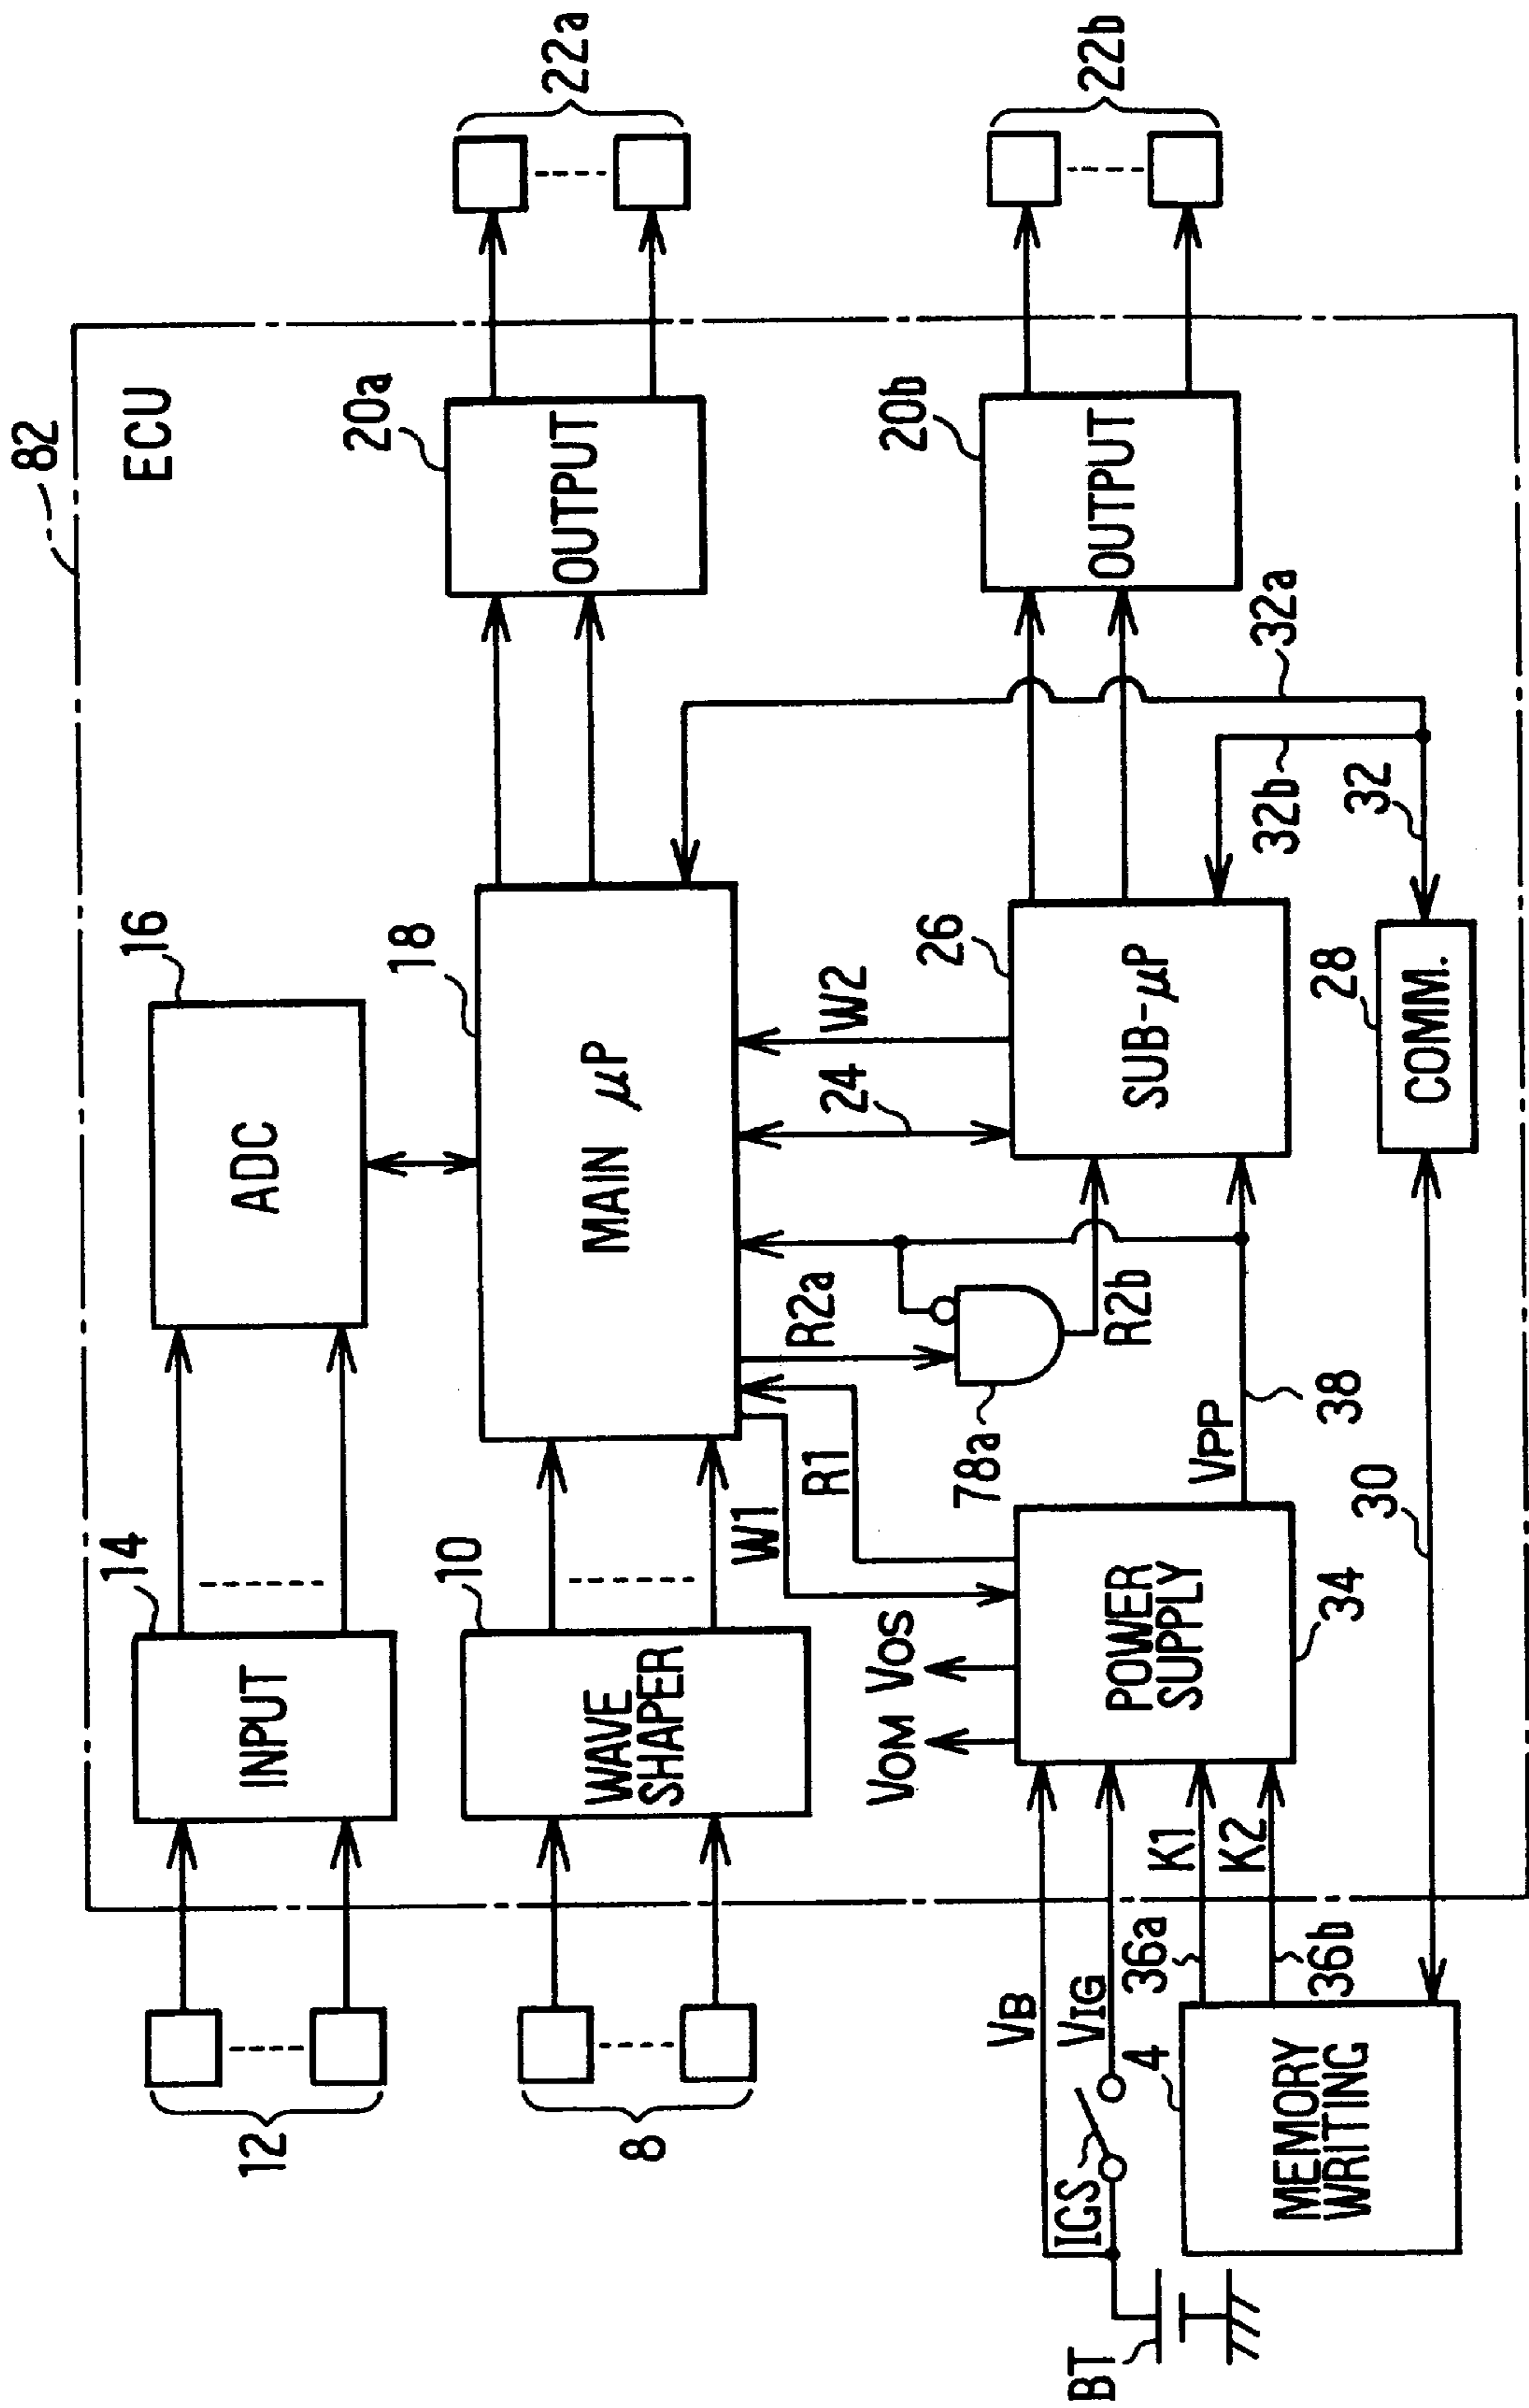 82
ECU
12
14
INPUT
16
ADC
8
10
WAVE
SHAPER
18
MAIN μP
20a
OUTPUT
22a
W1
R1
R2a
78a
R2b
24
W2
26
SUB-μP
20b
OUTPUT
22b
VOM
VOS
VB
VIG
IGS
BT
36a
K1
36b
K2
POWER
SUPPLY
34
VPP
38
4
MEMORY
WRITING
30
28
COMM.
32
32b
32a